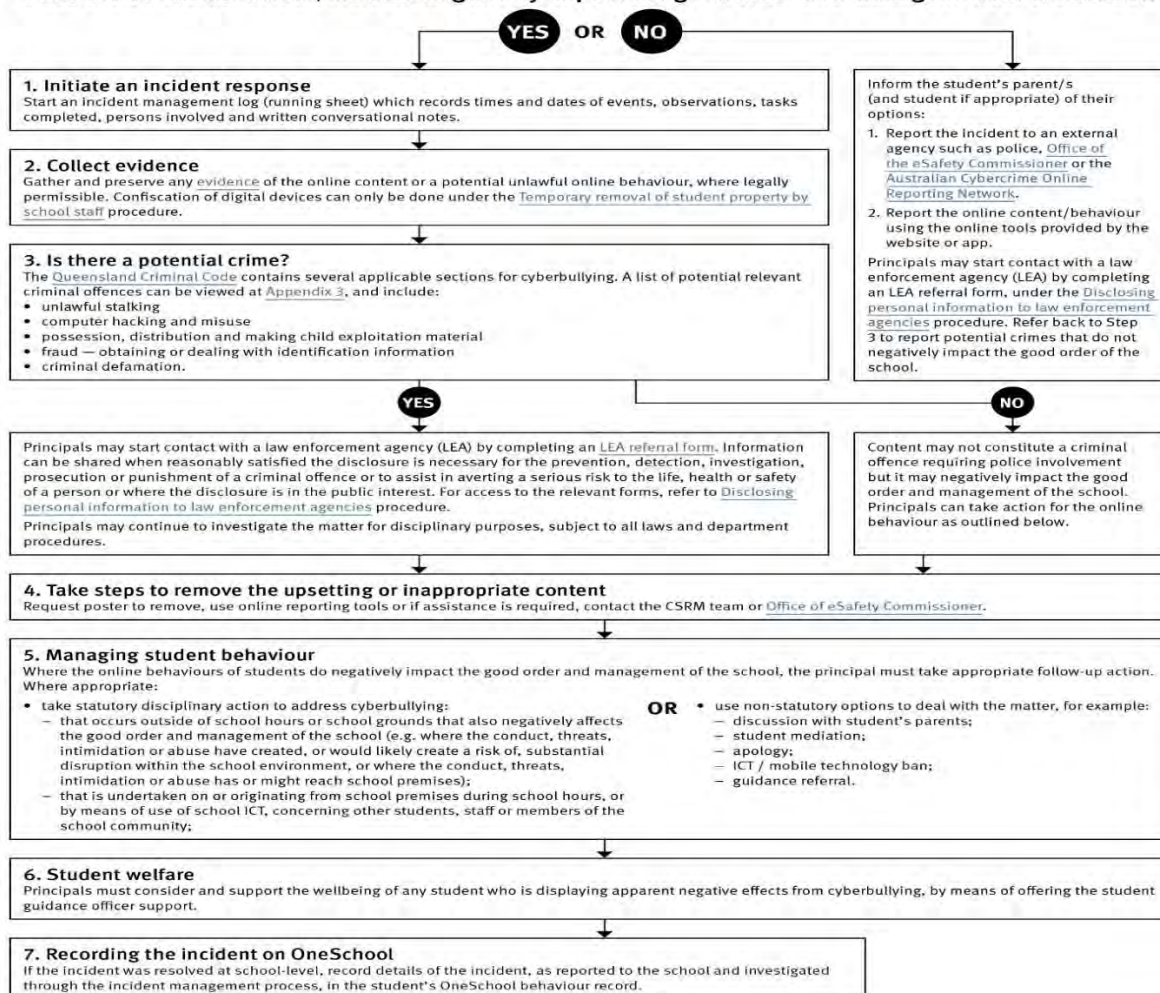 YES OR NO
1. Initiate an incident response
Start an incident management log (running sheet) which records times and dates of events, observations, tasks
completed, persons involved and written conversational notes.
2. Collect evidence
Gather and preserve any evidence of the online content or a potential unlawful online behaviour, where legally
permissible. Confiscation of digital devices can only be done under the Temporary removal of student property by
school staff procedure.
3. Is there a potential crime?
The Queensland Criminal Code contains several applicable sections for cyberbullying. A list of potential relevant
criminal offences can be viewed at Appendix 3, and include:
• unlawful stalking
• computer hacking and misuse
• possession, distribution and making child exploitation material
• fraud — obtaining or dealing with identification information
• criminal defamation.
Inform the student's parent/s
(and student if appropriate) of their
options:
1. Report the incident to an external
agency such as police, Office of
the eSafety Commissioner or the
Australian Cybercrime Online
Reporting Network.
2. Report the online content/behaviour
using the online tools provided by the
website or app.
Principals may start contact with a law
enforcement agency (LEA) by completing
an LEA referral form, under the Disclosing
personal information to law enforcement
agencies procedure. Refer back to Step
3 to report potential crimes that do not
negatively impact the good order of the
school.
YES
NO
Principals may start contact with a law enforcement agency (LEA) by completing an LEA referral form. Information
can be shared when reasonably satisfied the disclosure is necessary for the prevention, detection, investigation,
prosecution or punishment of a criminal offence or to assist in averting a serious risk to the life, health or safety
of a person or where the disclosure is in the public interest. For access to the relevant forms, refer to Disclosing
personal information to law enforcement agencies procedure.
Principals may continue to investigate the matter for disciplinary purposes, subject to all laws and department
procedures.
Content may not constitute a criminal
offence requiring police involvement
but it may negatively impact the good
order and management of the school.
Principals can take action for the online
behaviour as outlined below.
4. Take steps to remove the upsetting or inappropriate content
Request poster to remove, use online reporting tools or if assistance is required, contact the CSRM team or Office of eSafety Commissioner.
5. Managing student behaviour
Where the online behaviours of students do negatively impact the good order and management of the school, the principal must take appropriate follow-up action.
Where appropriate:
• take statutory disciplinary action to address cyberbullying:
– that occurs outside of school hours or school grounds that also negatively affects
the good order and management of the school (e.g. where the conduct, threats,
intimidation or abuse have created, or would likely create a risk of, substantial
disruption within the school environment, or where the conduct, threats,
intimidation or abuse has or might reach school premises);
– that is undertaken on or originating from school premises during school hours, or
by means of use of school ICT, concerning other students, staff or members of the
school community;
OR
• use non-statutory options to deal with the matter, for example:
– discussion with student's parents;
– student mediation;
– apology;
– ICT / mobile technology ban;
– guidance referral.
6. Student welfare
Principals must consider and support the wellbeing of any student who is displaying apparent negative effects from cyberbullying, by means of offering the student
guidance officer support.
7. Recording the incident on OneSchool
If the incident was resolved at school-level, record details of the incident, as reported to the school and investigated
through the incident management process, in the student's OneSchool behaviour record.